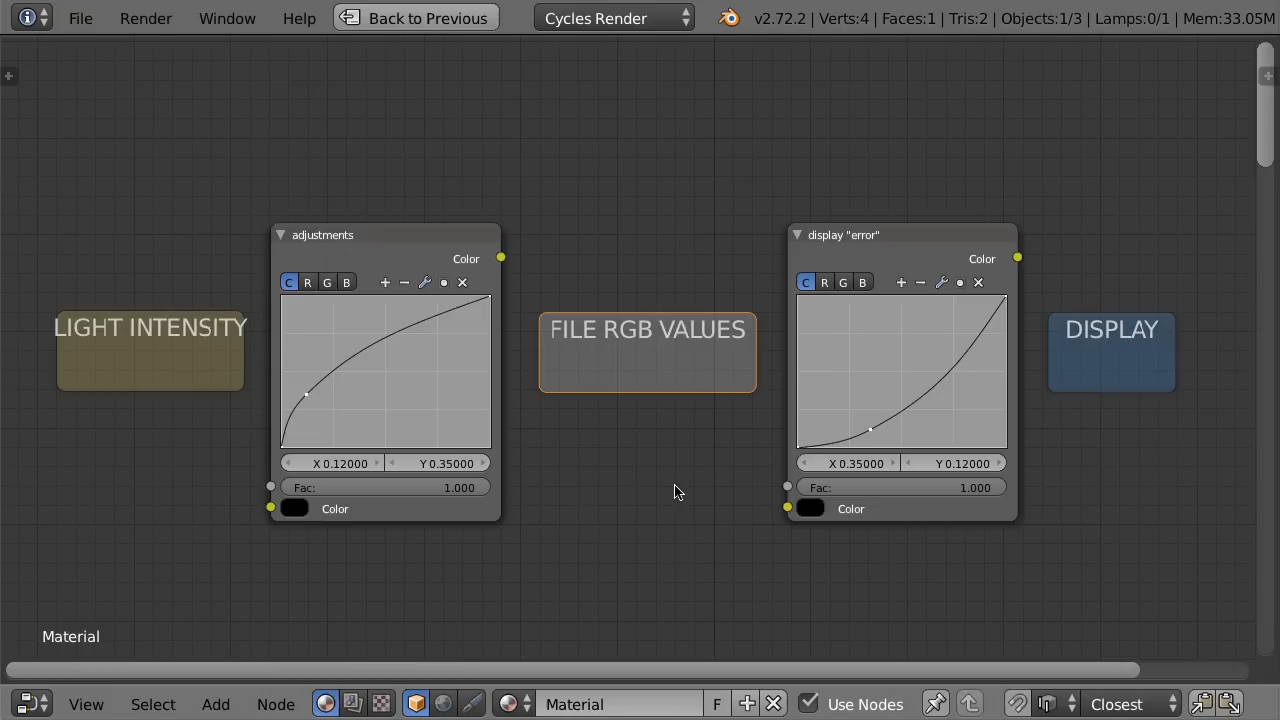 File Render Window Help Back to Previous Cycles Render v2.72.2 | Verts:4 | Faces:1 | Tris:2 | Objects:1/3 | Lamps:0/1 | Mem:33.05M
adjustments
Color
C R G B
X 0.12000 Y 0.35000
Fac: 1.000
Color
LIGHT INTENSITY
FILE RGB VALUES
display "error"
Color
C R G B
X 0.35000 Y 0.12000
Fac: 1.000
Color
DISPLAY
Material
View Select Add Node Material F Use Nodes Closest